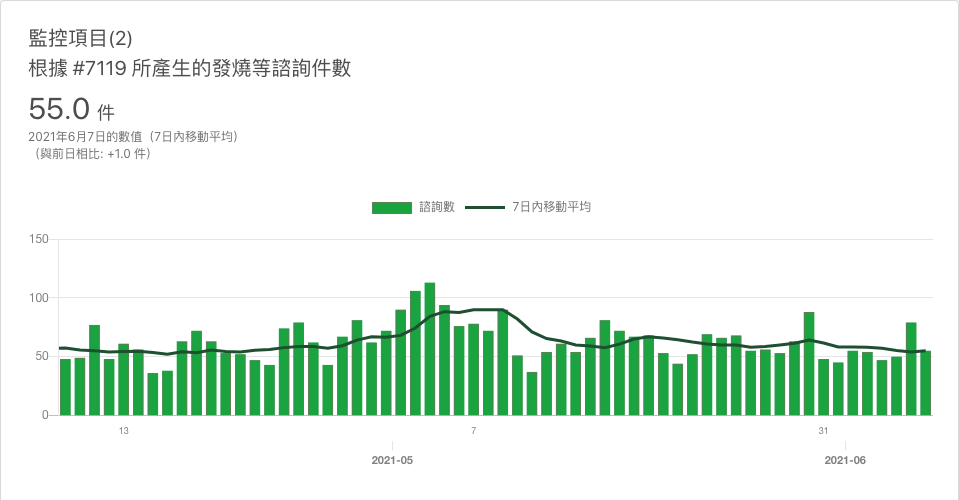 監控項目(2)
根據 #7119 所產生的發燒等諮詢件數
55.0 件
2021年6月7日的數值（7日內移動平均）
（與前日相比: +1.0 件）
諮詢數 7日內移動平均
150
100
50
0
13 7 31
2021-05 2021-06